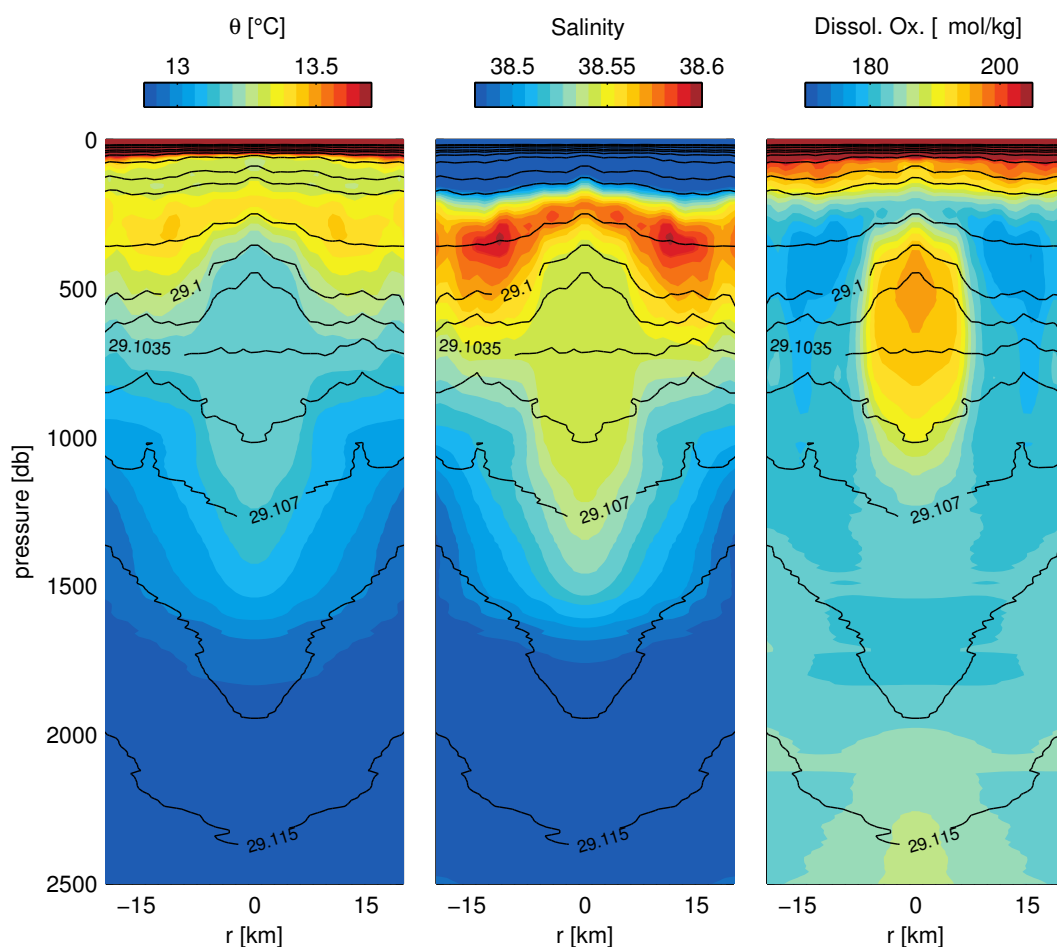 θ [°C] Salinity Dissol. Ox. [ mol/kg]
13 13.5 38.5 38.55 38.6 180 200
0
500
1000
1500
2000
2500
pressure [db]
29.1 29.1 29.1
29.1035 29.1035 29.1035
29.107 29.107 29.107
29.115 29.115 29.115
−15 0 15 −15 0 15 −15 0 15
r [km] r [km] r [km]